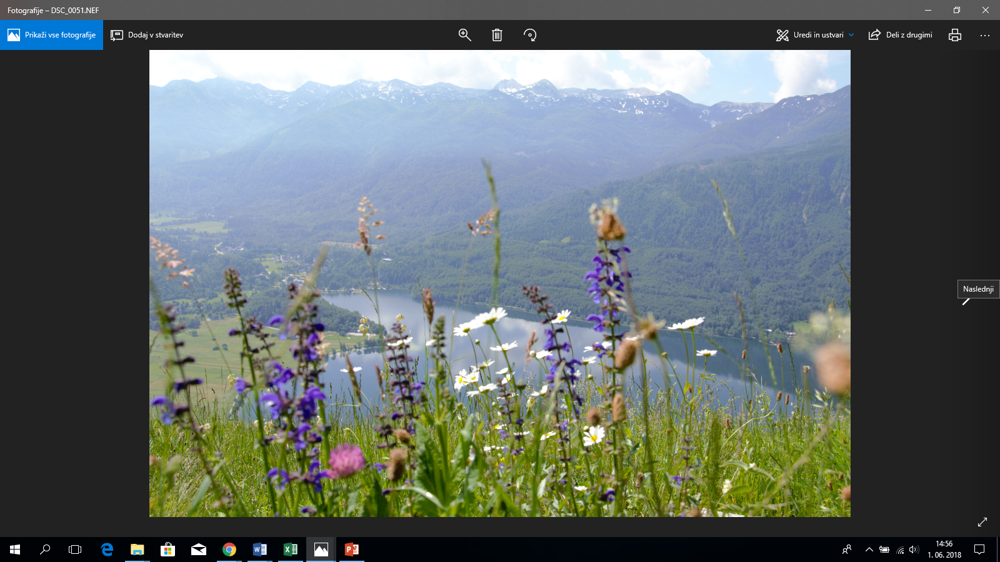 Fotografije – DSC_0051.NEF
Prikaži vse fotografije
Dodaj v stvaritev
Uredi in ustvari
Deli z drugimi
Naslednji
14:56
1. 06. 2018